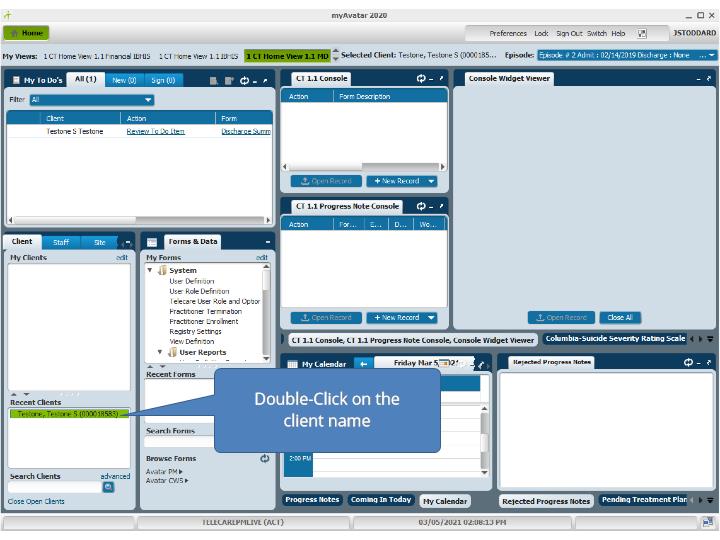 myAvatar 2020
Home
Preferences Lock Sign Out Switch Help JSTODDARD
My Views: 1 CT Home View 1.1 Financial IBHIS 1 CT Home View 1.1 IBHIS 1 CT Home View 1.1 MD Selected Client: Testone, Testone S (0000185... Episode: Episode # 2 Admit : 02/14/2019 Discharge : None ...
My To Do's All (1) New (0) Sign (0)
Filter All
Client Action Form
Testone S Testone Review To Do Item Discharge Summ
CT 1.1 Console
Action Form Description
Open Record + New Record
CT 1.1 Progress Note Console
Action For... E... D... Wo...
Open Record + New Record
Console Widget Viewer
Open Record Close All
Client Staff Site
My Clients edit
Recent Clients
Testone, Testone S (000018583)
Search Clients advanced
Close Open Clients
Forms & Data
My Forms edit
System
User Definition
User Role Definition
Telecare User Role and Option
Practitioner Termination
Practitioner Enrollment
Registry Settings
View Definition
User Reports
Recent Forms
Search Forms
Browse Forms
Avatar PM
Avatar CWS
Double-Click on the
client name
CT 1.1 Console, CT 1.1 Progress Note Console, Console Widget Viewer Columbia-Suicide Severity Rating Scale
My Calendar Friday Mar 5, 2021
2:00 PM
Progress Notes Coming In Today My Calendar
Rejected Progress Notes
Rejected Progress Notes Pending Treatment Plan
TELECAREPMLIVE (ACT) 03/05/2021 02:08:13 PM